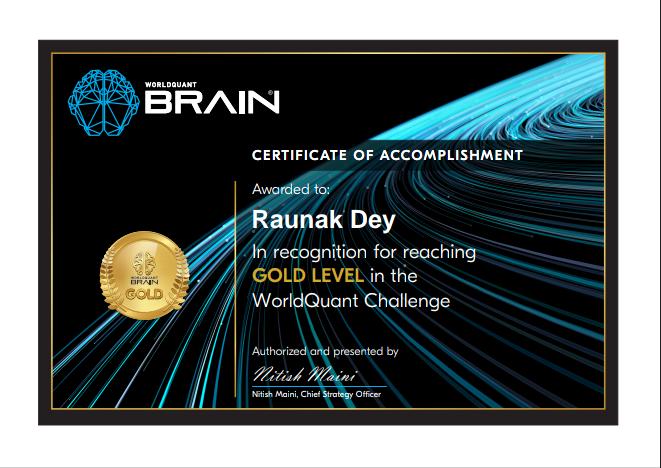 WORLDQUANT
BRAIN®
CERTIFICATE OF ACCOMPLISHMENT
Awarded to:
Raunak Dey
In recognition for reaching
GOLD LEVEL in the
WorldQuant Challenge
WORLDQUANT
BRAIN
GOLD
Authorized and presented by
Nitish Maini
Nitish Maini, Chief Strategy Officer